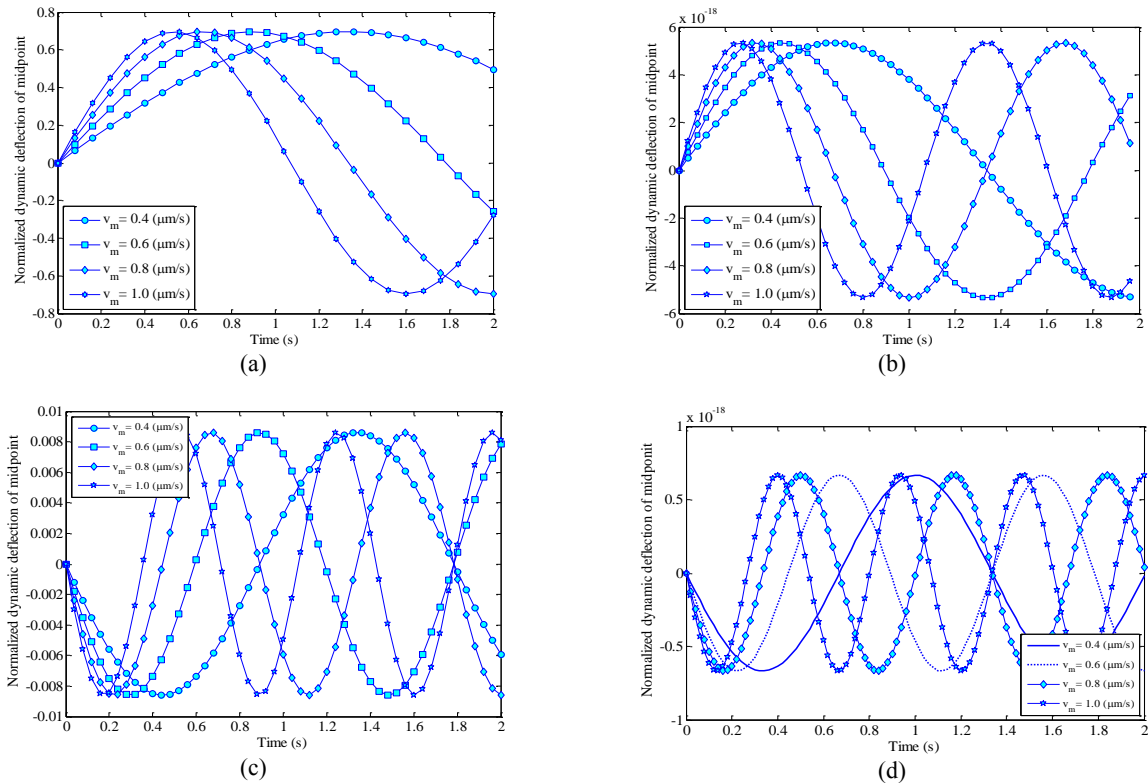 Normalized dynamic deflection of midpoint
0.8
0.6
0.4
0.2
0
-0.2
-0.4
-0.6
-0.8
v_m= 0.4 (μm/s)
v_m= 0.6 (μm/s)
v_m= 0.8 (μm/s)
v_m= 1.0 (μm/s)
0 0.2 0.4 0.6 0.8 1 1.2 1.4 1.6 1.8 2
Time (s)
(a)
x 10^-18
Normalized dynamic deflection of midpoint
6
4
2
0
-2
-4
-6
v_m= 0.4 (μm/s)
v_m= 0.6 (μm/s)
v_m= 0.8 (μm/s)
v_m= 1.0 (μm/s)
0 0.2 0.4 0.6 0.8 1 1.2 1.4 1.6 1.8 2
Time (s)
(b)
Normalized dynamic deflection of midpoint
0.01
0.008
0.006
0.004
0.002
0
-0.002
-0.004
-0.006
-0.008
-0.01
v_m= 0.4 (μm/s)
v_m= 0.6 (μm/s)
v_m= 0.8 (μm/s)
v_m= 1.0 (μm/s)
0 0.2 0.4 0.6 0.8 1 1.2 1.4 1.6 1.8 2
Time (s)
(c)
x 10^-18
Normalized dynamic deflection of midpoint
1
0.5
0
-0.5
-1
v_m= 0.4 (μm/s)
v_m= 0.6 (μm/s)
v_m= 0.8 (μm/s)
v_m= 1.0 (μm/s)
0 0.2 0.4 0.6 0.8 1 1.2 1.4 1.6 1.8 2
Time (s)
(d)